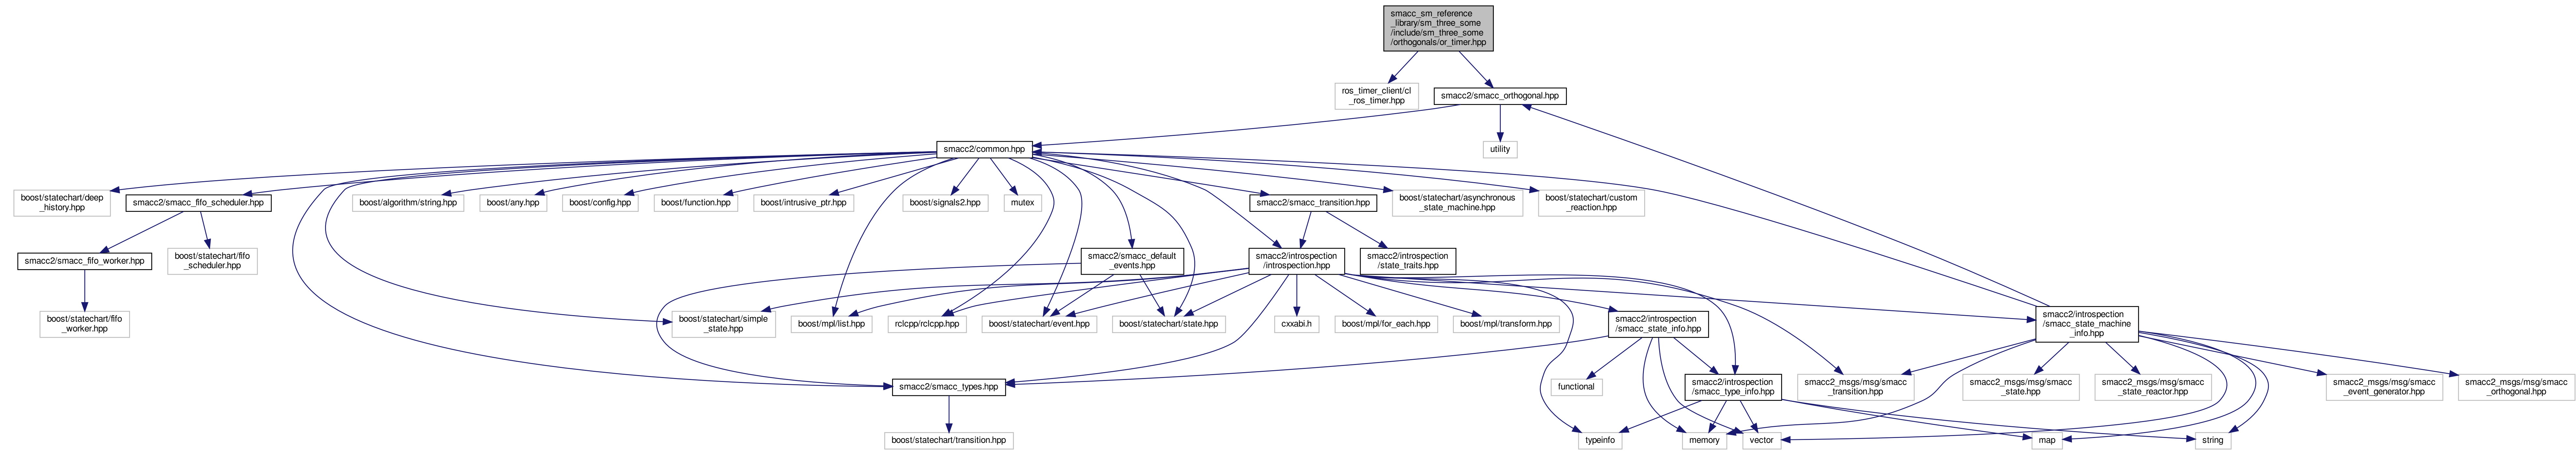 smacc_sm_reference
_library/sm_three_some
/include/sm_three_some
/orthogonals/or_timer.hpp
ros_timer_client/cl
_ros_timer.hpp
smacc2/smacc_orthogonal.hpp
smacc2/common.hpp
utility
boost/statechart/deep
_history.hpp
smacc2/smacc_fifo_scheduler.hpp
boost/algorithm/string.hpp
boost/any.hpp
boost/config.hpp
boost/function.hpp
boost/intrusive_ptr.hpp
boost/signals2.hpp
mutex
smacc2/smacc_transition.hpp
boost/statechart/asynchronous
_state_machine.hpp
boost/statechart/custom
_reaction.hpp
smacc2/smacc_fifo_worker.hpp
boost/statechart/fifo
_scheduler.hpp
smacc2/smacc_default
_events.hpp
smacc2/introspection
/introspection.hpp
smacc2/introspection
/state_traits.hpp
boost/statechart/fifo
_worker.hpp
boost/statechart/simple
_state.hpp
boost/mpl/list.hpp
rclcpp/rclcpp.hpp
boost/statechart/event.hpp
boost/statechart/state.hpp
cxxabi.h
boost/mpl/for_each.hpp
boost/mpl/transform.hpp
smacc2/introspection
/smacc_state_info.hpp
smacc2/introspection
/smacc_state_machine
_info.hpp
smacc2/smacc_types.hpp
functional
smacc2/introspection
/smacc_type_info.hpp
smacc2_msgs/msg/smacc
_transition.hpp
smacc2_msgs/msg/smacc
_state.hpp
smacc2_msgs/msg/smacc
_state_reactor.hpp
smacc2_msgs/msg/smacc
_event_generator.hpp
smacc2_msgs/msg/smacc
_orthogonal.hpp
boost/statechart/transition.hpp
typeinfo
memory
vector
map
string